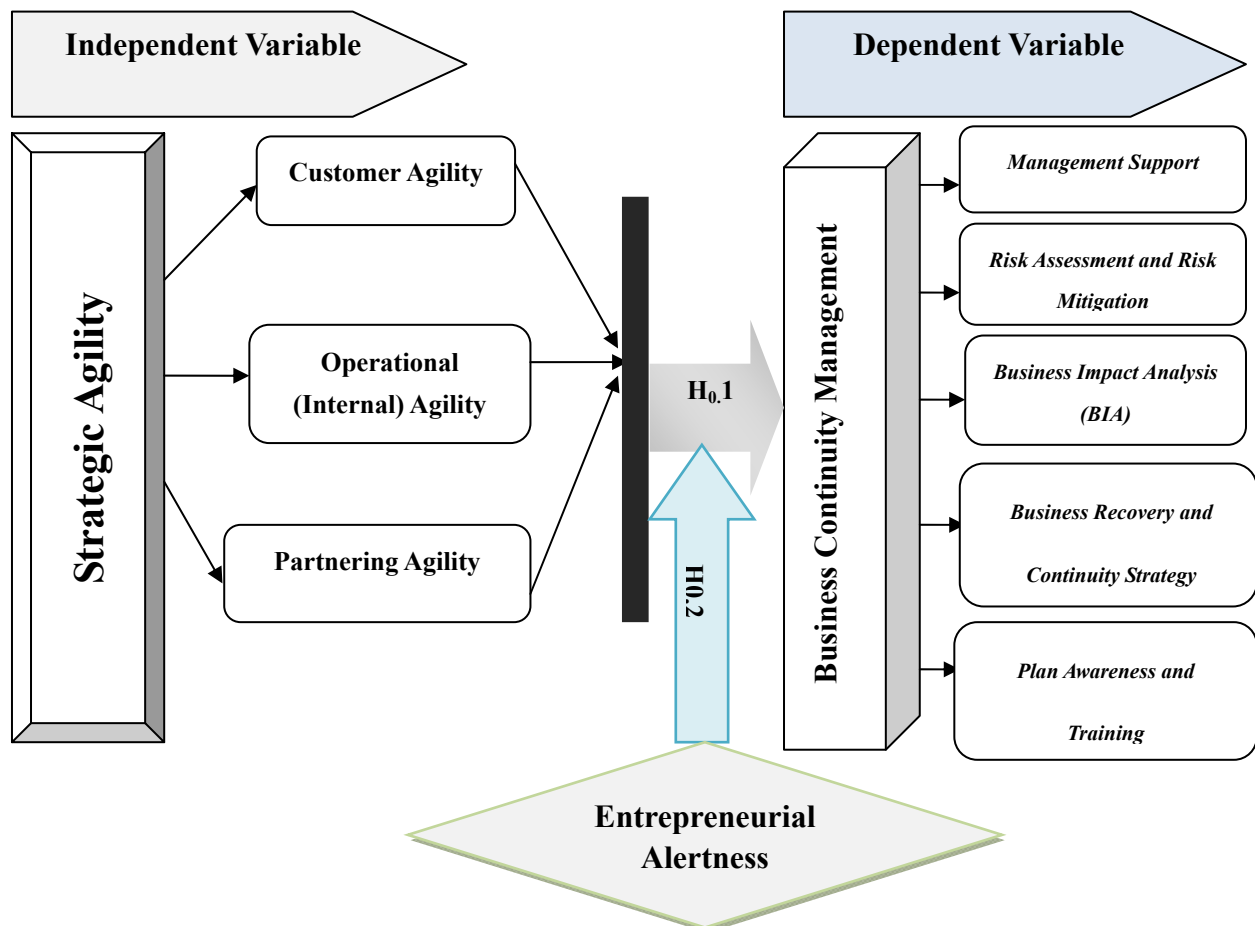 Independent Variable
Dependent Variable
Strategic Agility
Customer Agility
Operational
(Internal) Agility
Partnering Agility
H0.1
H0.2
Business Continuity Management
Management Support
Risk Assessment and Risk
Mitigation
Business Impact Analysis
(BIA)
Business Recovery and
Continuity Strategy
Plan Awareness and
Training
Entrepreneurial
Alertness